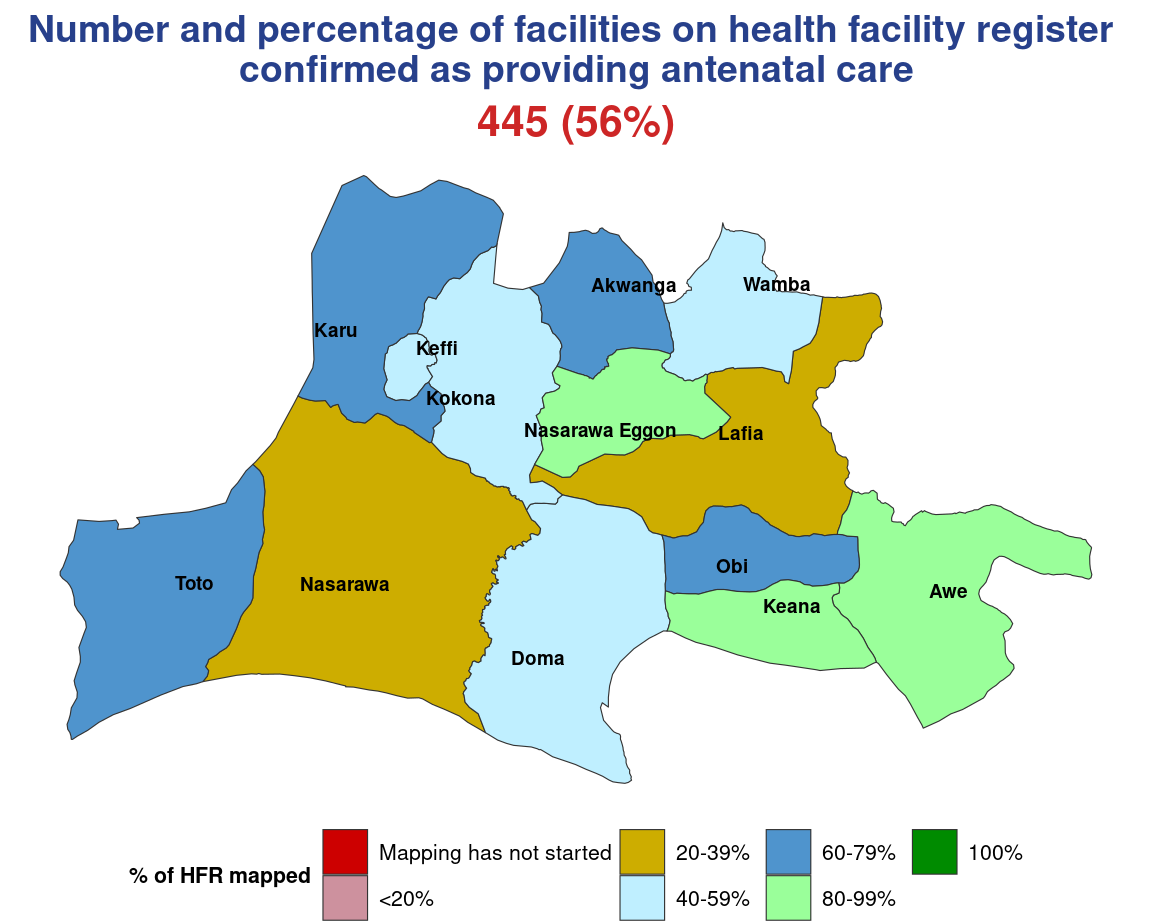 Number and percentage of facilities on health facility register
confirmed as providing antenatal care
445 (56%)
Akwanga
Wamba
Karu
Keffi
Kokona
Nasarawa Eggon
Lafia
Obi
Toto
Nasarawa
Awe
Keana
Doma
% of HFR mapped
Mapping has not started
<20%
20-39%
40-59%
60-79%
80-99%
100%